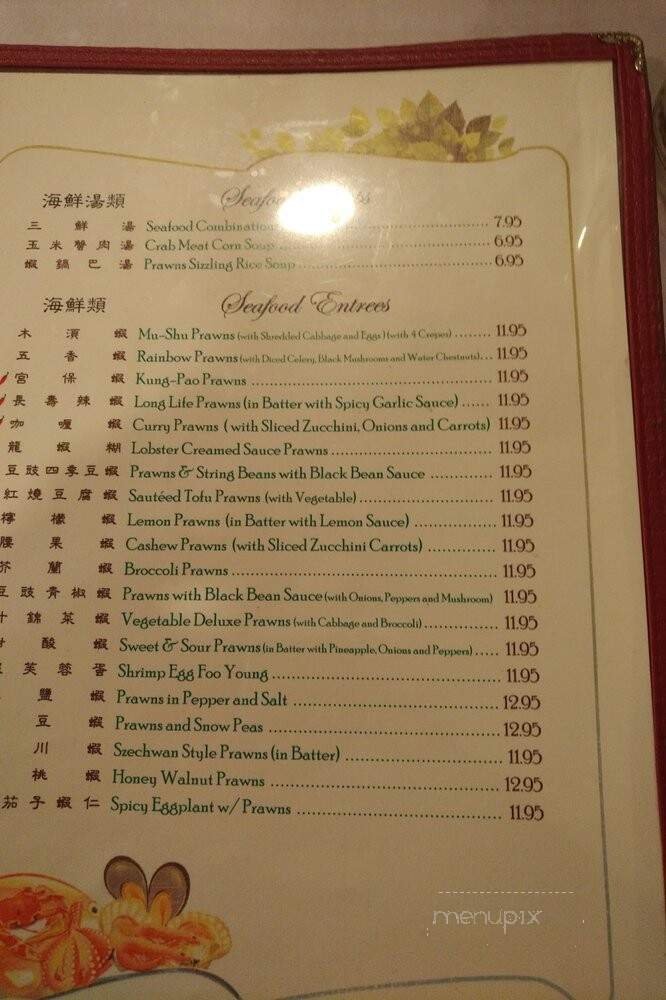 海鮮湯類 Seafood
三鮮湯 Seafood Combination 7.95
玉米蟹肉湯 Crab Meat Corn Soup 6.95
蝦鍋巴湯 Prawns Sizzling Rice Soup 6.95
海鮮類 Seafood Entrees
木須蝦 Mu-Shu Prawns (with Shredded Cabbage and Eggs) (with 4 Crepes) 11.95
五香蝦 Rainbow Prawns (with Diced Celery, Black Mushrooms and Water Chestnuts) 11.95
宮保蝦 Kung-Pao Prawns 11.95
長壽辣蝦 Long Life Prawns (in Batter with Spicy Garlic Sauce) 11.95
咖喱蝦 Curry Prawns (with Sliced Zucchini, Onions and Carrots) 11.95
龍蝦糊 Lobster Creamed Sauce Prawns 11.95
豆豉四季豆蝦 Prawns & String Beans with Black Bean Sauce 11.95
紅燒豆腐蝦 Sautéed Tofu Prawns (with Vegetable) 11.95
檸檬蝦 Lemon Prawns (in Batter with Lemon Sauce) 11.95
腰果蝦 Cashew Prawns (with Sliced Zucchini Carrots) 11.95
芥蘭蝦 Broccoli Prawns 11.95
豆豉青椒蝦 Prawns with Black Bean Sauce (with Onions, Peppers and Mushroom) 11.95
錦菜蝦 Vegetable Deluxe Prawns (with Cabbage and Broccoli) 11.95
酸蝦 Sweet & Sour Prawns (in Batter with Pineapple, Onions and Peppers) 11.95
芙蓉蛋 Shrimp Egg Foo Young 11.95
鹽蝦 Prawns in Pepper and Salt 12.95
豆蝦 Prawns and Snow Peas 12.95
川蝦 Szechwan Style Prawns (in Batter) 11.95
桃蝦 Honey Walnut Prawns 12.95
茄子蝦仁 Spicy Eggplant w/ Prawns 11.95
menupix